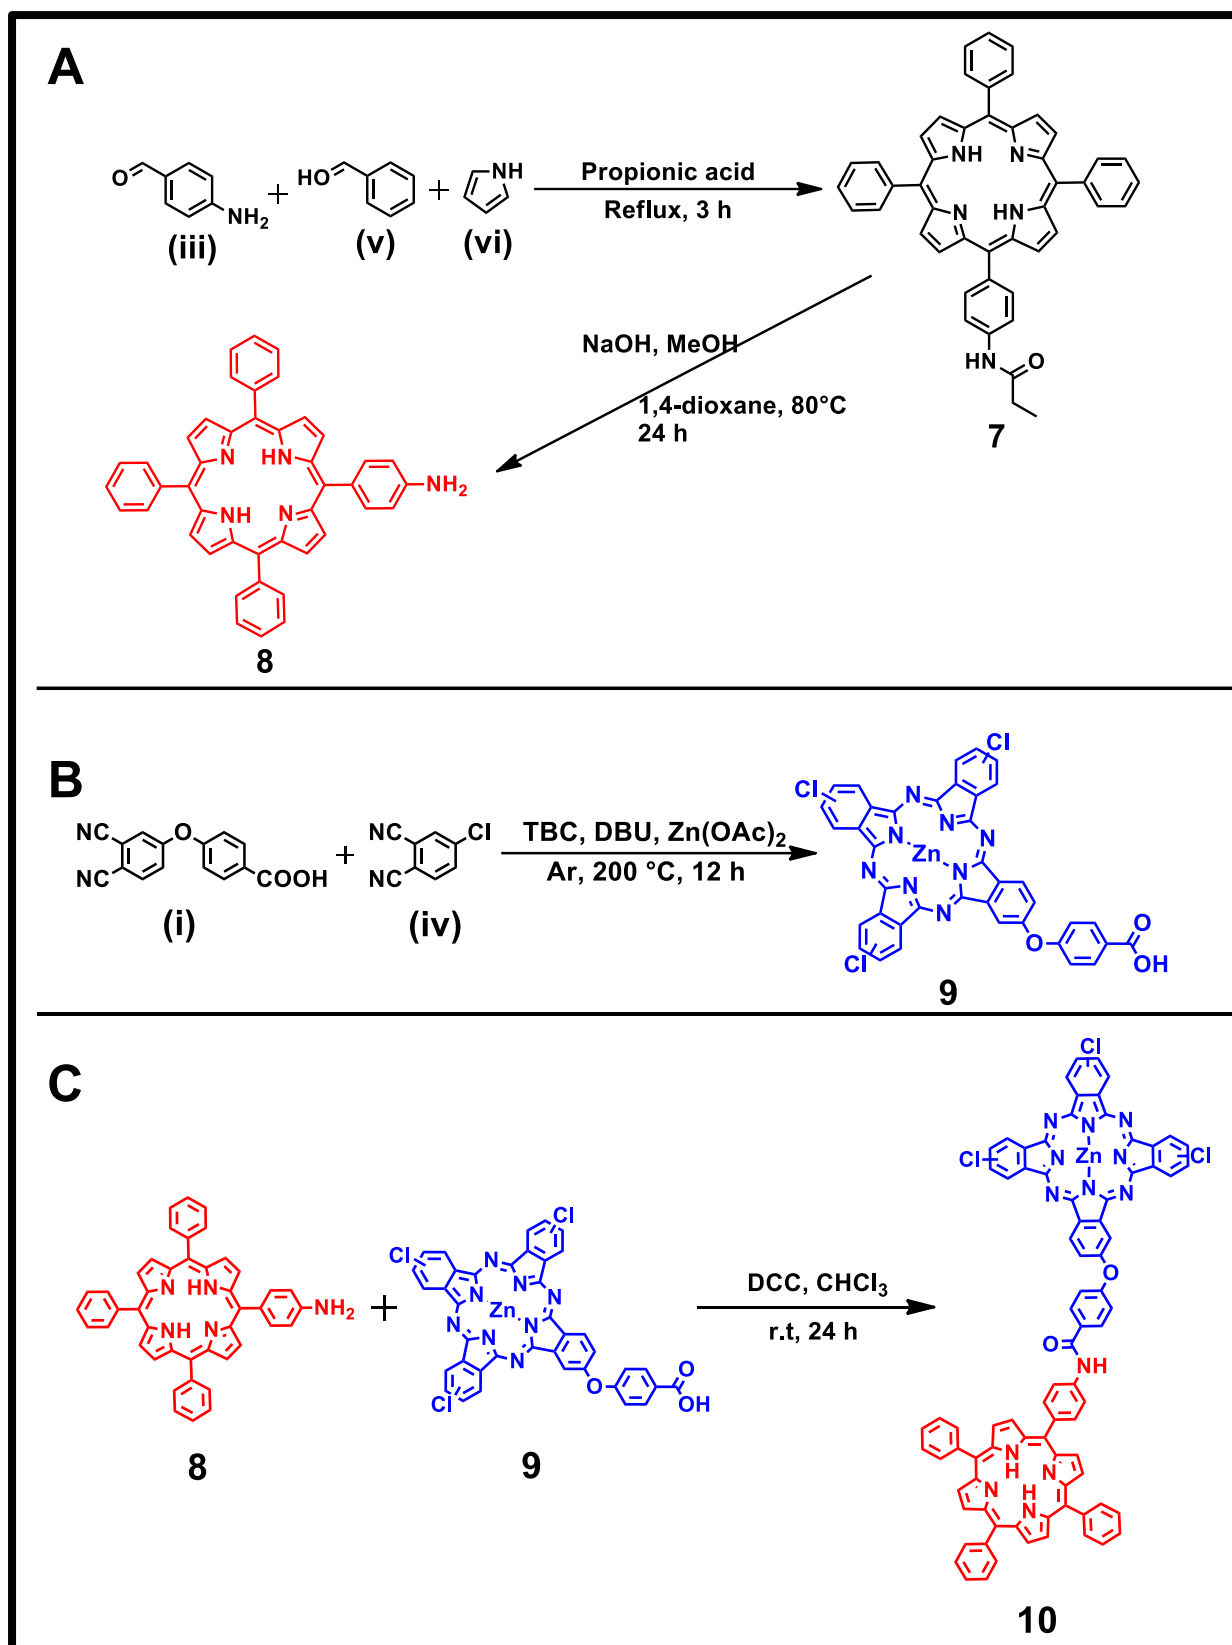 A
O
NH2
(iii)
+
HO
(v)
+
NH
(vi)
Propionic acid
Reflux, 3 h
NH
N
N
HN
HN
O
7
NaOH, MeOH
1,4-dioxane, 80°C
24 h
N
HN
NH
N
NH2
8
B
NC
CN
O
COOH
(i)
+
NC
CN
Cl
(iv)
TBC, DBU, Zn(OAc)2
Ar, 200 °C, 12 h
Cl
Cl
N
N
N
N
Zn
N
N
N
N
Cl
O
O
OH
9
C
N
HN
NH
N
NH2
8
+
Cl
Cl
N
N
N
N
Zn
N
N
N
N
Cl
O
O
OH
9
DCC, CHCl3
r.t, 24 h
Cl
N
N
N
Cl
N
Zn
N
Cl
N
N
N
O
O
NH
N
H
N
N
H
N
10